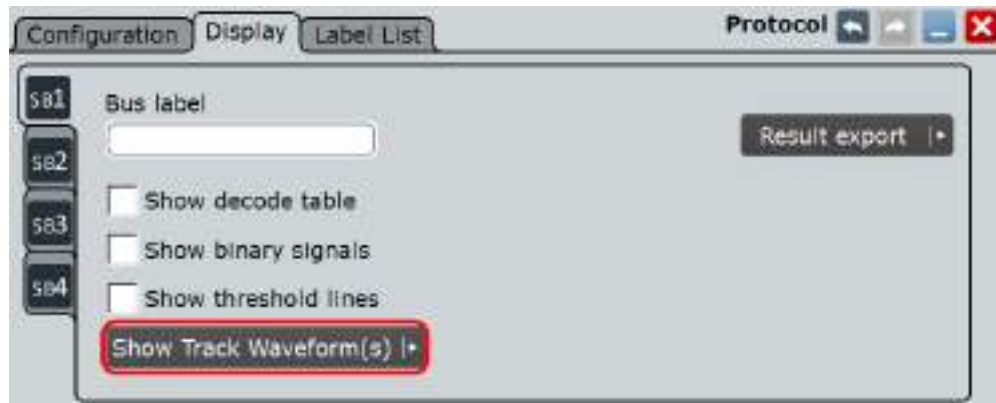 Configuration Display Label List Protocol
SB1
Bus label
Result export
SB2
Show decode table
SB3
Show binary signals
SB4
Show threshold lines
Show Track Waveform(s)